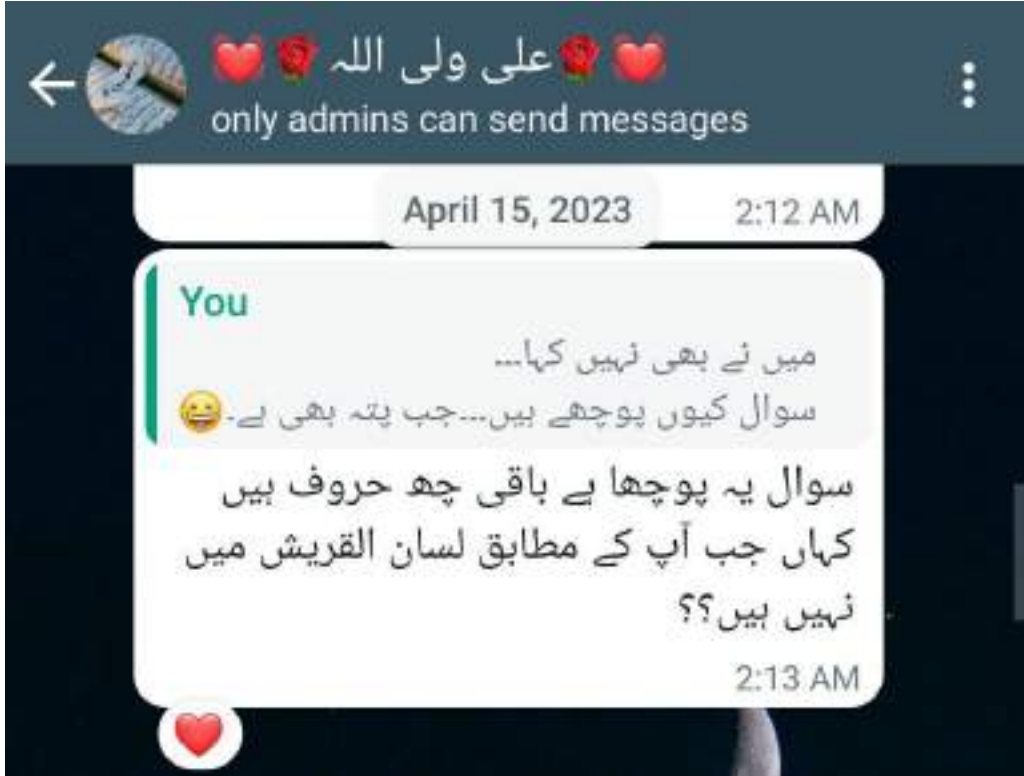 💓🌹علی ولی اللہ🌹💓
only admins can send messages
April 15, 2023
2:12 AM
You
میں نے بھی نہیں کہا...
سوال کیوں پوچھے ہیں...جب پتہ بھی ہے۔😂
سوال یہ پوچھا ہے باقی چھ حروف ہیں
کہاں جب آپ کے مطابق لسان القریش میں
نہیں ہیں؟؟
2:13 AM
❤️